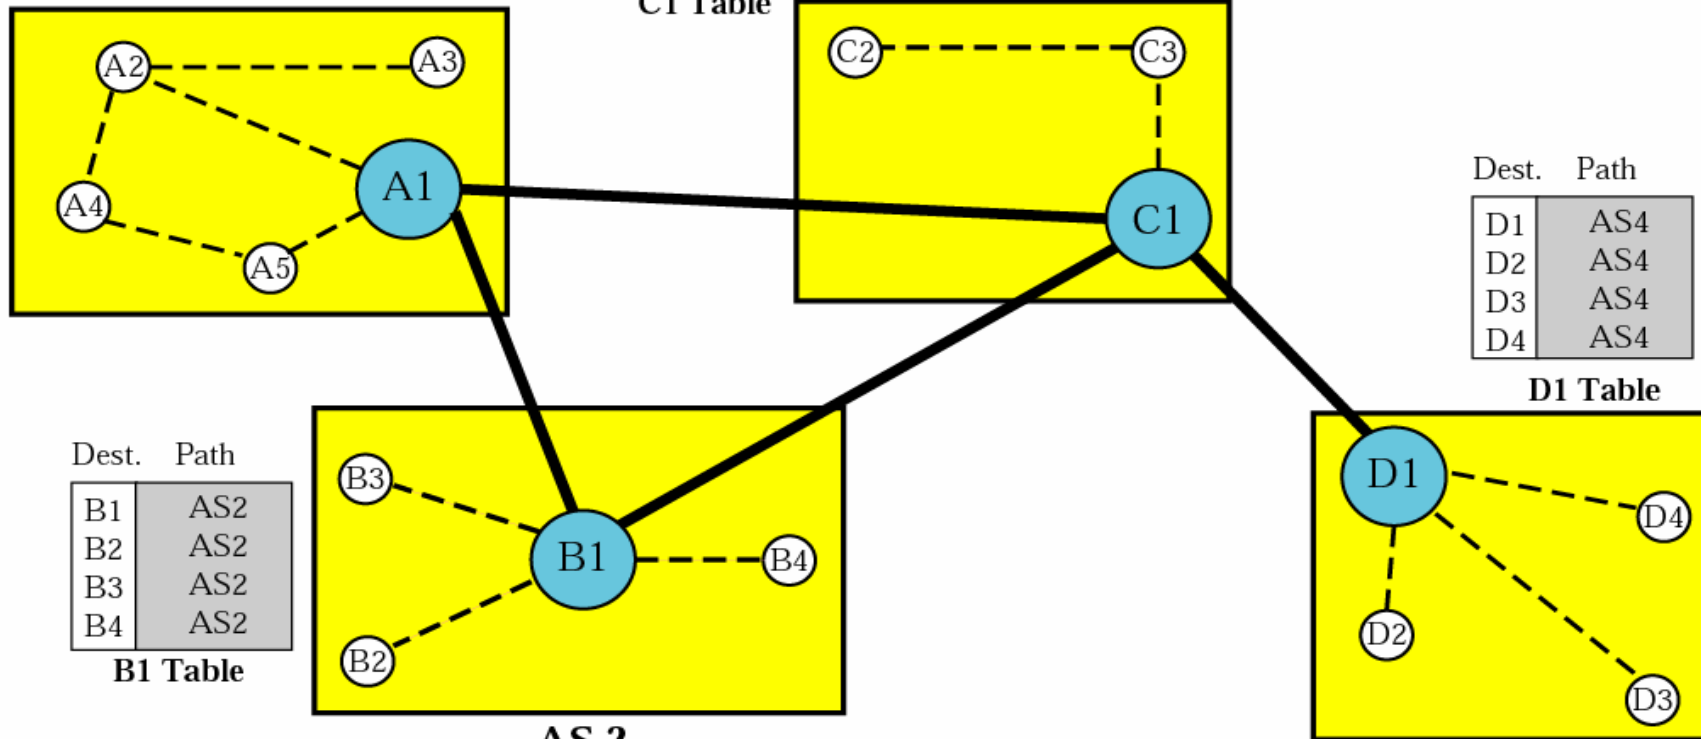 C1 Table
A2
A3
A1
A4
A5
C2
C3
C1
Dest. Path
D1 AS4
D2 AS4
D3 AS4
D4 AS4
D1 Table
Dest. Path
B1 AS2
B2 AS2
B3 AS2
B4 AS2
B1 Table
B3
B1
B4
B2
AS 2
D1
D4
D2
D3